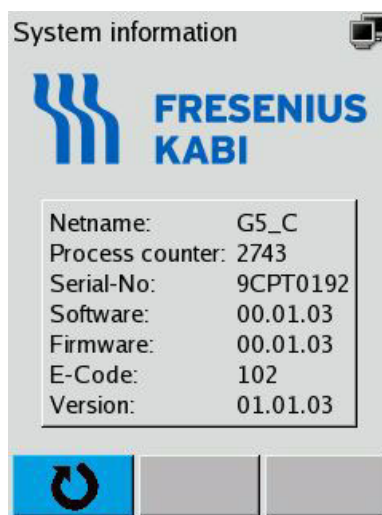 System information
FRESENIUS
KABI
Netname: G5_C
Process counter: 2743
Serial-No: 9CPT0192
Software: 00.01.03
Firmware: 00.01.03
E-Code: 102
Version: 01.01.03